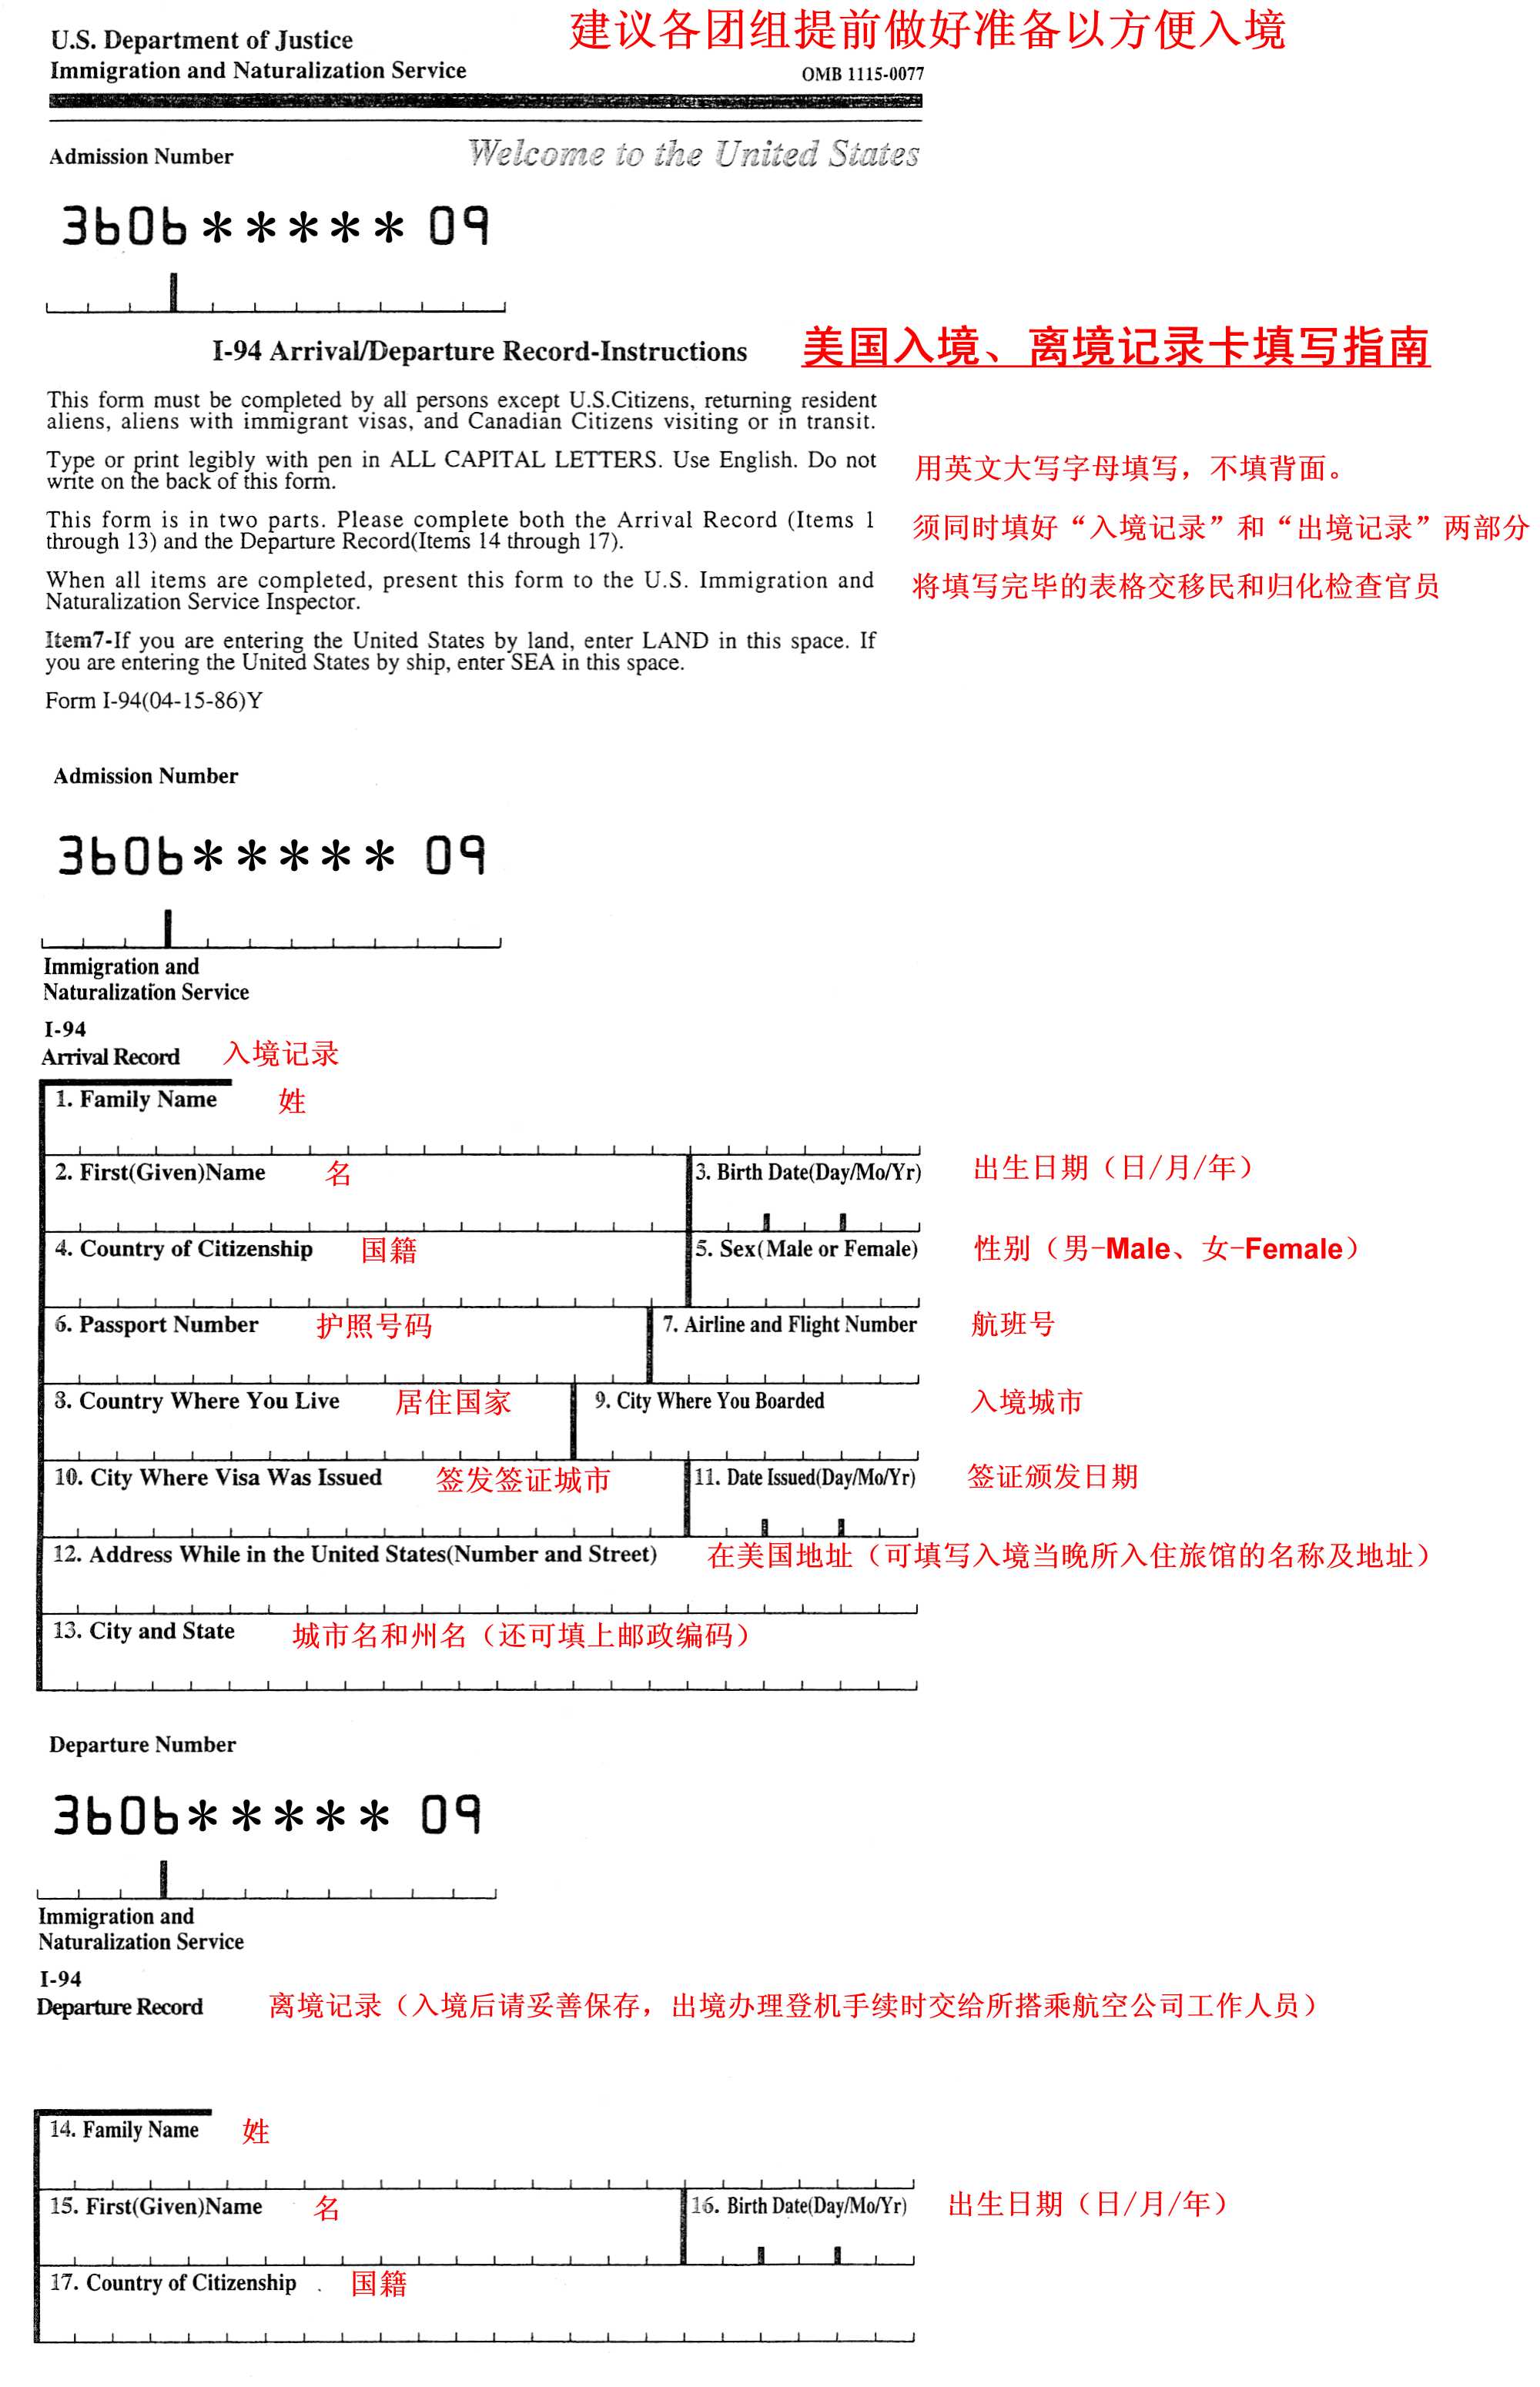 建议各团组提前做好准备以方便入境
U.S. Department of Justice
Immigration and Naturalization Service
OMB 1115-0077
Admission Number
Welcome to the United States
3606***** 09
I-94 Arrival/Departure Record-Instructions
美国入境、离境记录卡填写指南
This form must be completed by all persons except U.S.Citizens, returning resident
aliens, aliens with immigrant visas, and Canadian Citizens visiting or in transit.
Type or print legibly with pen in ALL CAPITAL LETTERS. Use English. Do not
write on the back of this form.
用英文大写字母填写，不填背面。
This form is in two parts. Please complete both the Arrival Record (Items 1
through 13) and the Departure Record(Items 14 through 17).
须同时填好“入境记录”和“出境记录”两部分
When all items are completed, present this form to the U.S. Immigration and
Naturalization Service Inspector.
将填写完毕的表格交移民和归化检查官员
Item7-If you are entering the United States by land, enter LAND in this space. If
you are entering the United States by ship, enter SEA in this space.
Form I-94(04-15-86)Y
Admission Number
3606***** 09
Immigration and
Naturalization Service
I-94
Arrival Record 入境记录
1. Family Name 姓
2. First(Given)Name 名
3. Birth Date(Day/Mo/Yr) 出生日期（日/月/年）
4. Country of Citizenship 国籍
5. Sex(Male or Female) 性别（男-Male、女-Female）
6. Passport Number 护照号码
7. Airline and Flight Number 航班号
8. Country Where You Live 居住国家
9. City Where You Boarded 入境城市
10. City Where Visa Was Issued 签发签证城市
11. Date Issued(Day/Mo/Yr) 签证颁发日期
12. Address While in the United States(Number and Street) 在美国地址（可填写入境当晚所入住旅馆的名称及地址）
13. City and State 城市名和州名（还可填上邮政编码）
Departure Number
3606***** 09
Immigration and
Naturalization Service
I-94
Departure Record 离境记录（入境后请妥善保存，出境办理登机手续时交给所搭乘航空公司工作人员）
14. Family Name 姓
15. First(Given)Name 名
16. Birth Date(Day/Mo/Yr) 出生日期（日/月/年）
17. Country of Citizenship 国籍